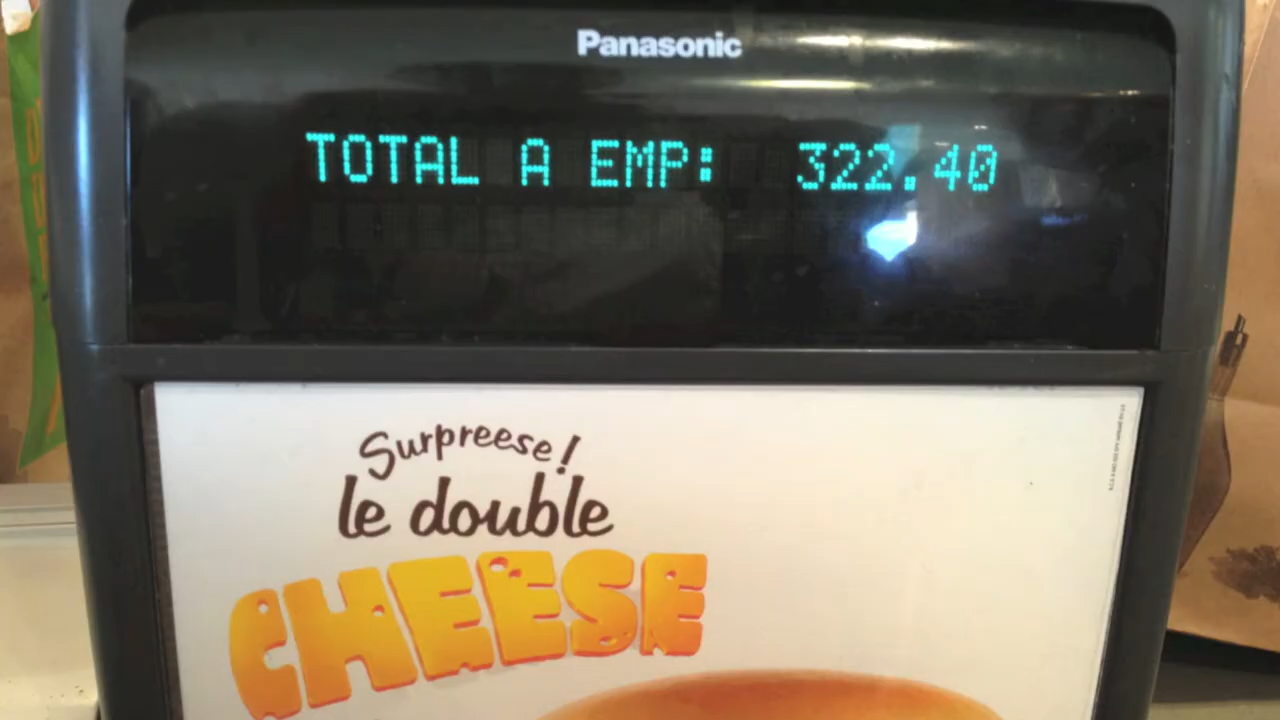 Panasonic
TOTAL A EMP: 322.40
Surpreese!
le double
CHEESE